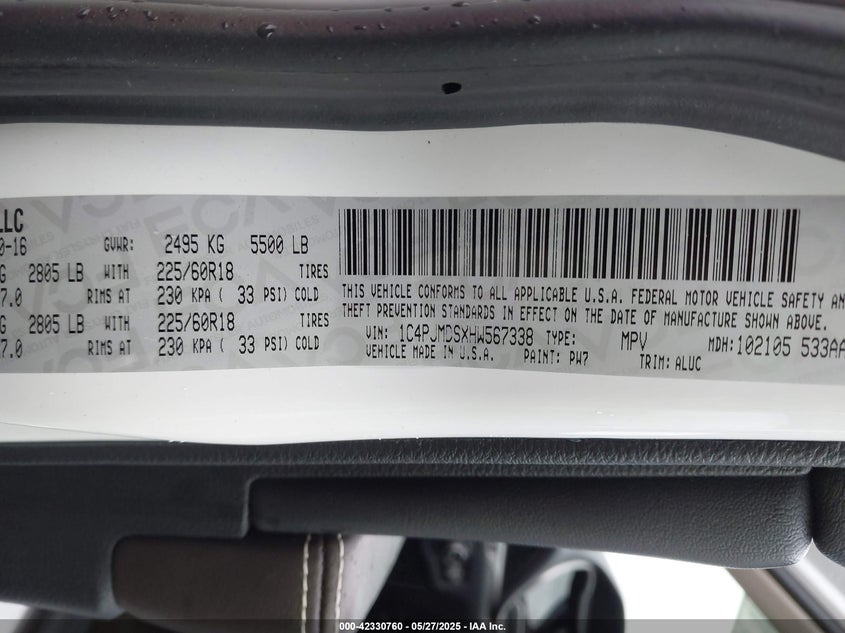 LLC
0-16 GVWR: 2495 KG 5500 LB
G 2805 LB WITH 225/60R18 TIRES
7.0 RIMS AT 230 KPA ( 33 PSI) COLD
G 2805 LB WITH 225/60R18 TIRES
7.0 RIMS AT 230 KPA ( 33 PSI) COLD
THIS VEHICLE CONFORMS TO ALL APPLICABLE U.S.A. FEDERAL MOTOR VEHICLE SAFETY AN
THEFT PREVENTION STANDARDS IN EFFECT ON THE DATE OF MANUFACTURE SHOWN ABOVE.
VIN: 1C4PJMDSXHW567338 TYPE: MPV MDH: 102105 533AA
VEHICLE MADE IN U.S.A. PAINT: PW7 TRIM: ALUC
000-42330760 - 05/27/2025 - IAA Inc.